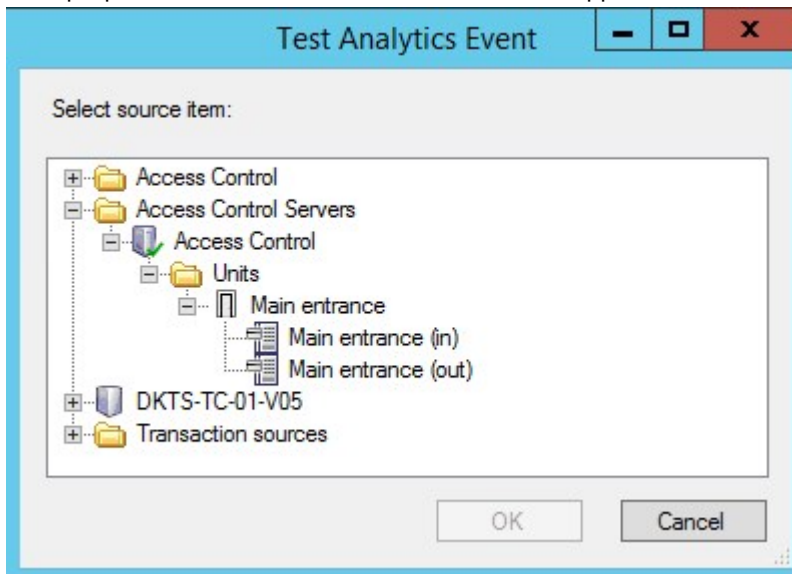 Test Analytics Event
Select source item:
Access Control
Access Control Servers
Access Control
Units
Main entrance
Main entrance (in)
Main entrance (out)
DKTS-TC-01-V05
Transaction sources
OK
Cancel